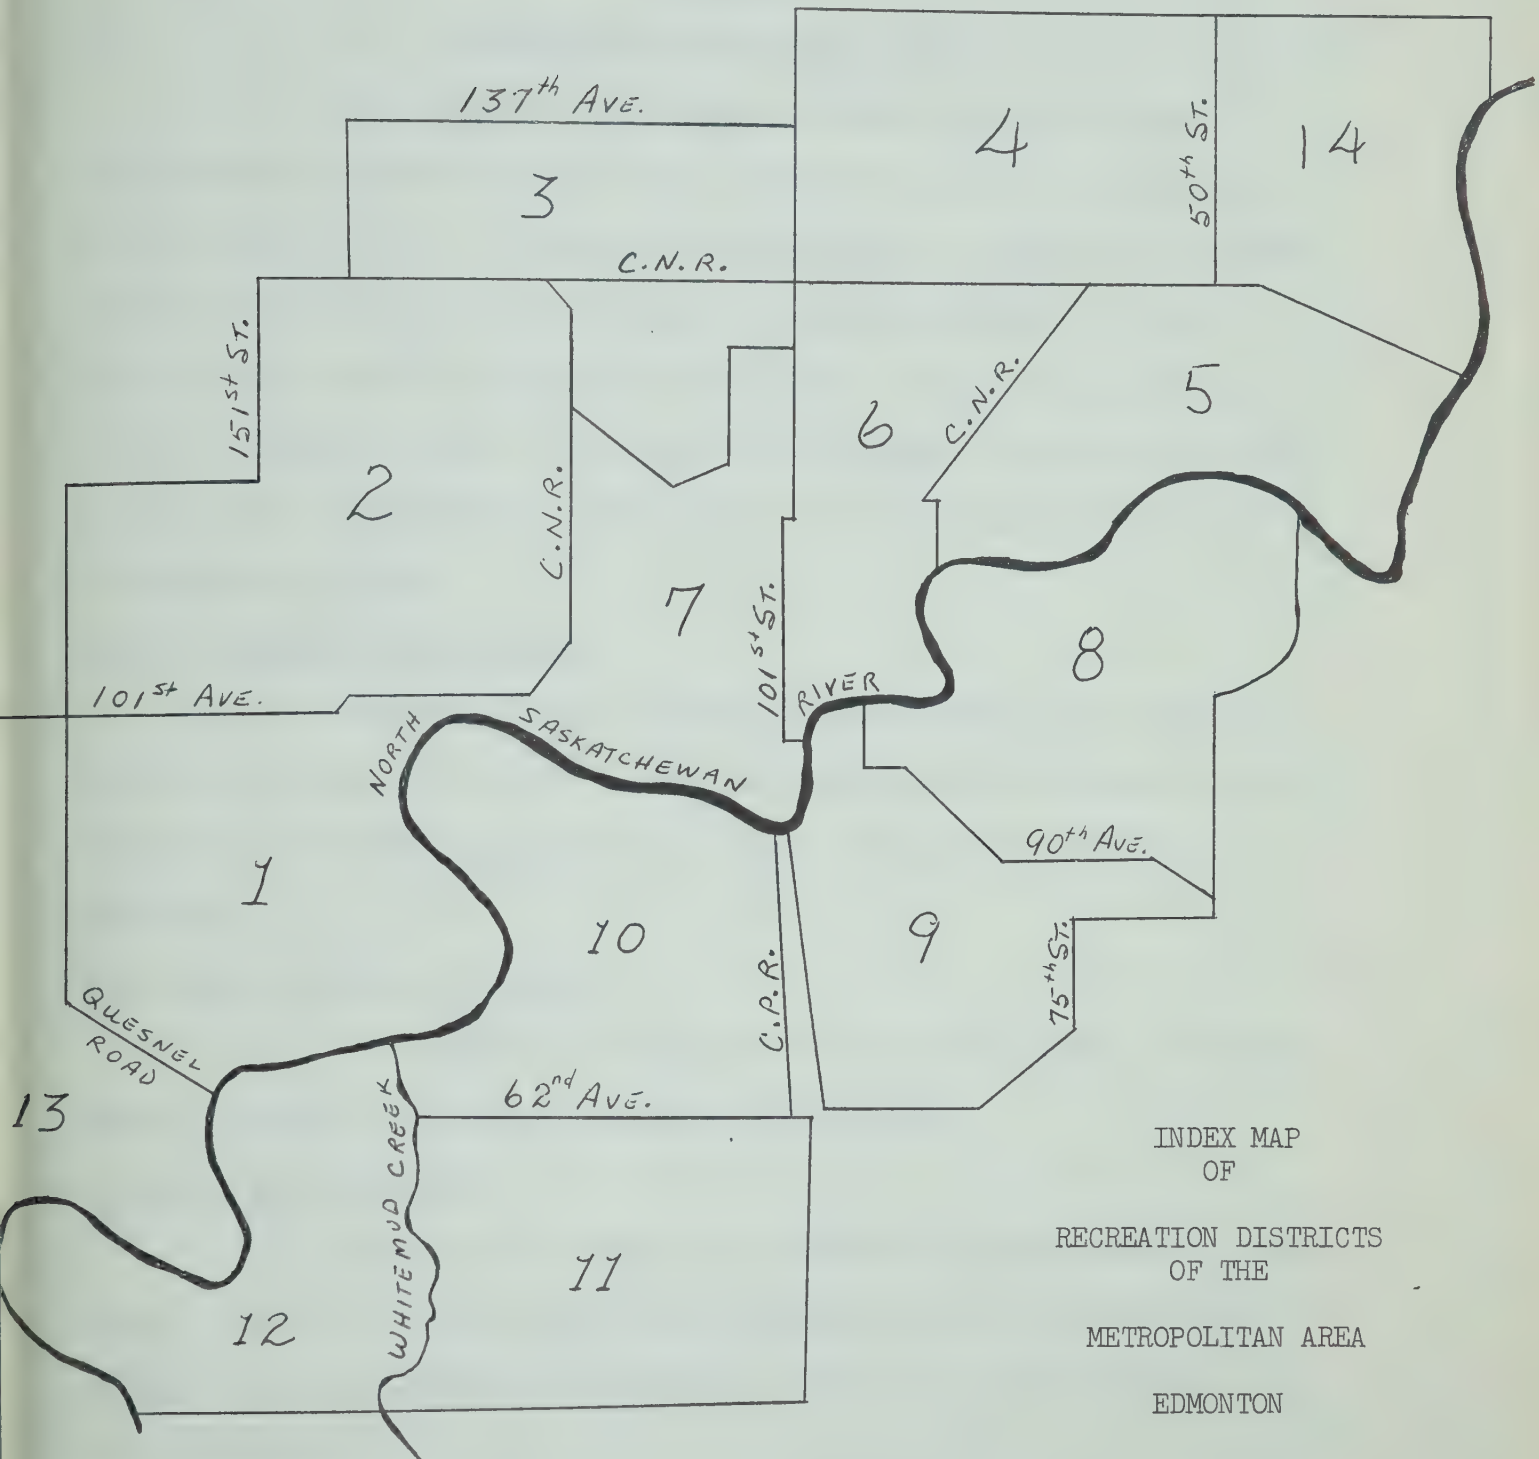 137th AVE.
4
50th ST.
14
3
C.N.R.
151st ST.
C.N.R.
5
6
2
C.N.R.
7
101st ST.
8
RIVER
101st AVE.
NORTH
SASKATCHEWAN
90th AVE.
1
10
9
C.P.R.
75th ST.
QUESNEL
ROAD
62nd AVE.
13
WHITEMUD CREEK
11
12
INDEX MAP
OF
RECREATION DISTRICTS
OF THE
METROPOLITAN AREA
EDMONTON